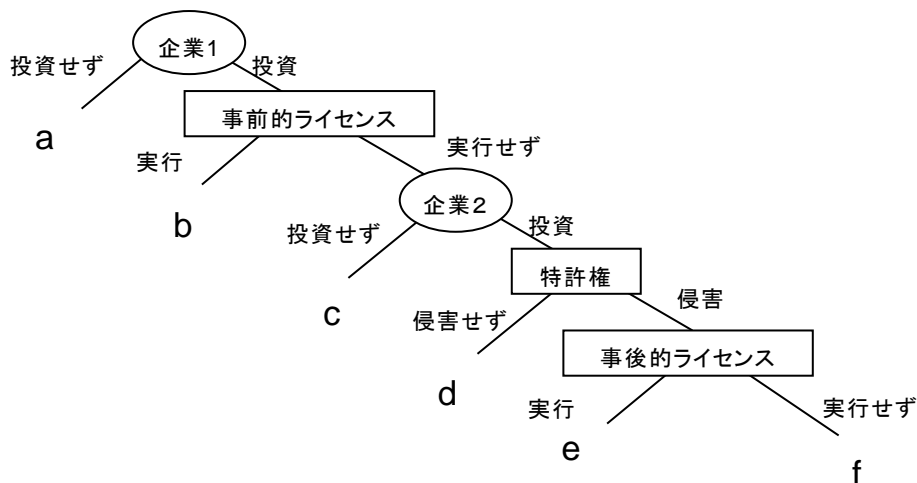 企業1
投資せず
投資
a
事前的ライセンス
実行
実行せず
b
企業２
投資せず
投資
c
特許権
侵害せず
侵害
d
事後的ライセンス
実行
実行せず
e
f